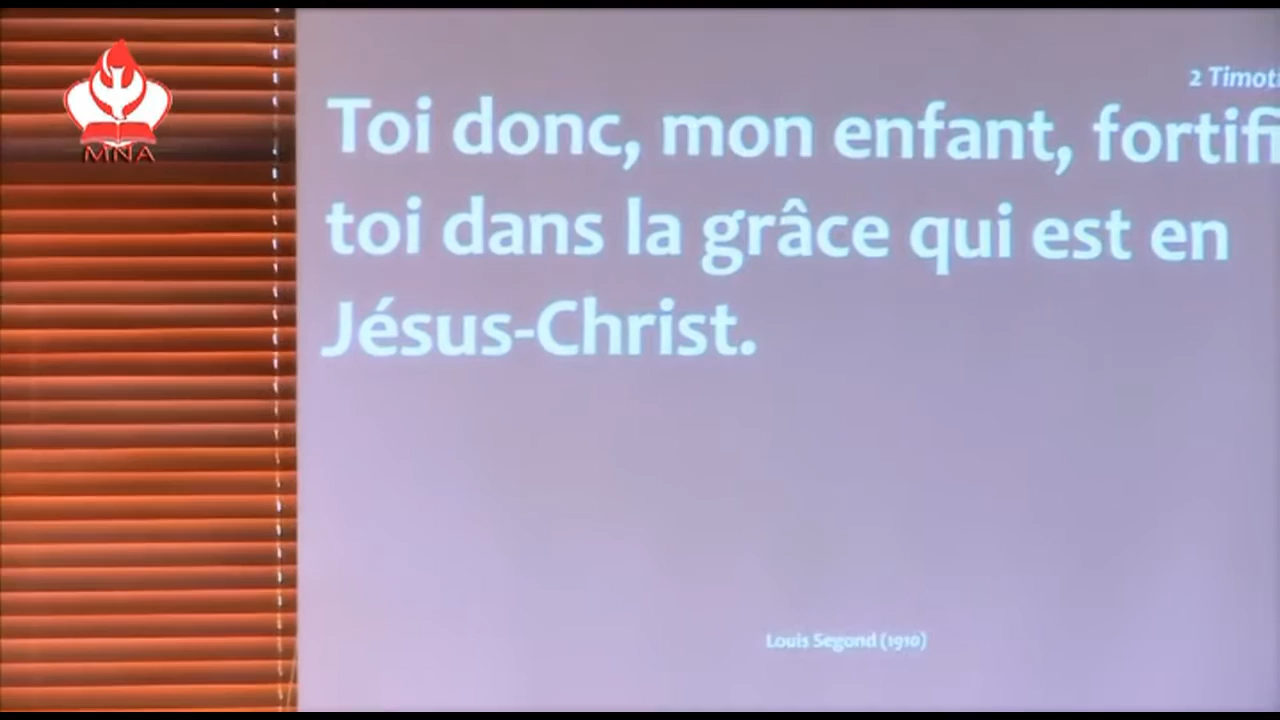 MNA
2 Timoti
Toi donc, mon enfant, fortifi
toi dans la grâce qui est en
Jésus-Christ.
Louis Segond (1910)